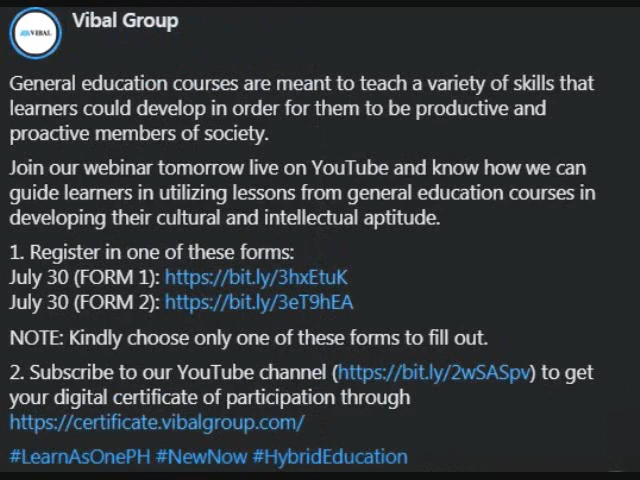 VIBAL
Vibal Group
General education courses are meant to teach a variety of skills that
learners could develop in order for them to be productive and
proactive members of society.
Join our webinar tomorrow live on YouTube and know how we can
guide learners in utilizing lessons from general education courses in
developing their cultural and intellectual aptitude.
1. Register in one of these forms:
July 30 (FORM 1): https://bit.ly/3hxEtuK
July 30 (FORM 2): https://bit.ly/3eT9hEA
NOTE: Kindly choose only one of these forms to fill out.
2. Subscribe to our YouTube channel (https://bit.ly/2wSASpv) to get
your digital certificate of participation through
https://certificate.vibalgroup.com/
#LearnAsOnePH #NewNow #HybridEducation